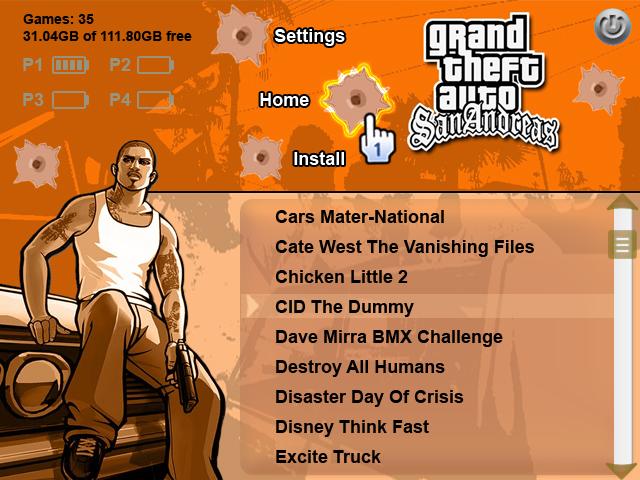 Games: 35
31.04GB of 111.80GB free
P1 P2
P3 P4
Settings
Home
Install
1
grand
theft
auto
SanAndreas
Cars Mater-National
Cate West The Vanishing Files
Chicken Little 2
CID The Dummy
Dave Mirra BMX Challenge
Destroy All Humans
Disaster Day Of Crisis
Disney Think Fast
Excite Truck